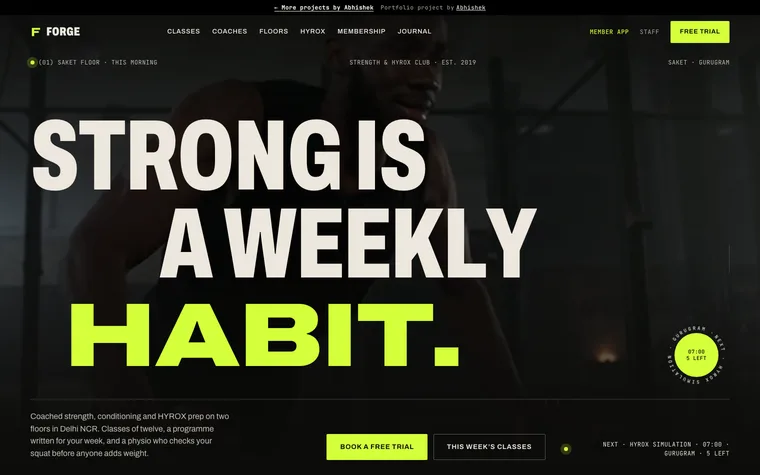 ← More projects by Abhishek Portfolio project by Abhishek
FORGE
CLASSES COACHES FLOORS HYROX MEMBERSHIP JOURNAL
MEMBER APP STAFF FREE TRIAL
(01) SAKET FLOOR · THIS MORNING
STRENGTH & HYROX CLUB · EST. 2019
SAKET · GURUGRAM
STRONG IS
A WEEKLY
HABIT.
GURUGRAM · NEXT · HYROX SIMULATION ·
07:00
5 LEFT
Coached strength, conditioning and HYROX prep on two
floors in Delhi NCR. Classes of twelve, a programme
written for your week, and a physio who checks your
squat before anyone adds weight.
BOOK A FREE TRIAL
THIS WEEK'S CLASSES
NEXT · HYROX SIMULATION · 07:00 ·
GURUGRAM · 5 LEFT